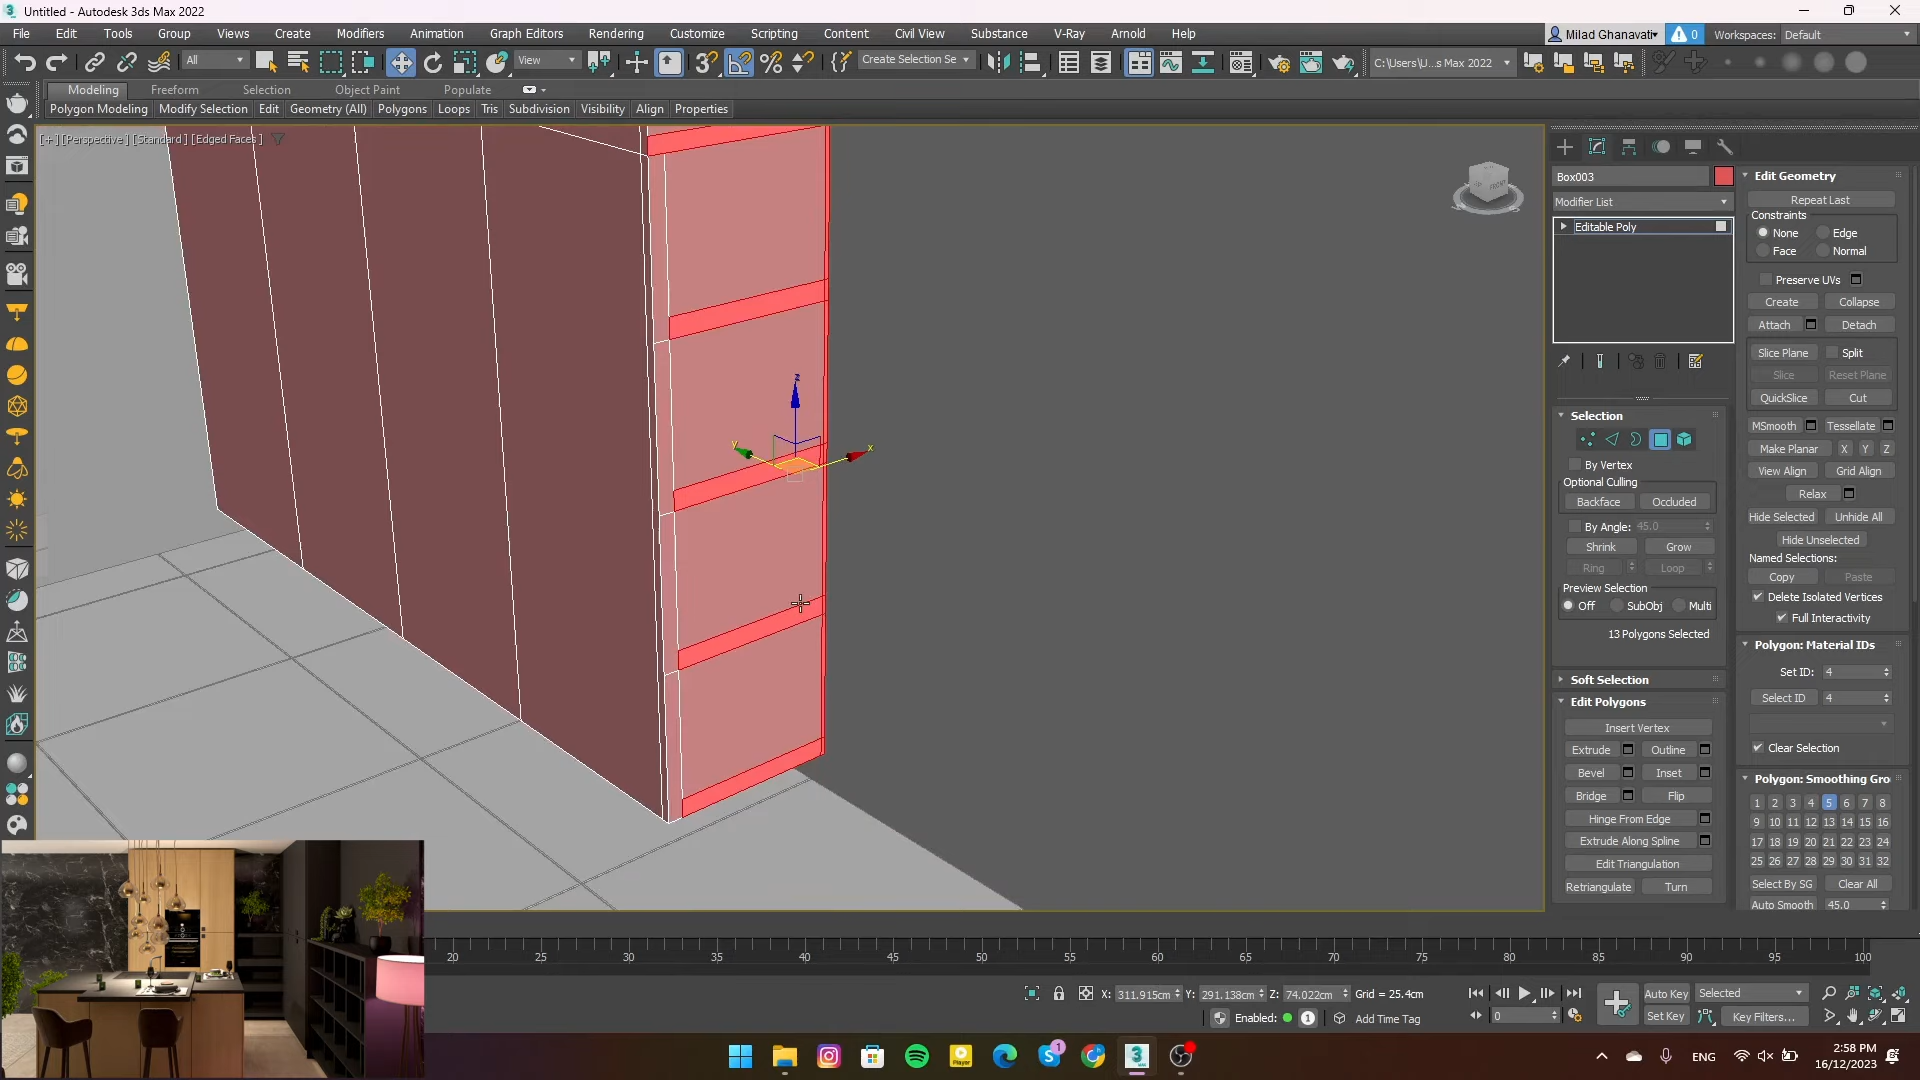 Untitled - Autodesk 3ds Max 2022
File Edit Tools Group Views Create Modifiers Animation Graph Editors Rendering Customize Scripting Content Civil View Substance V-Ray Arnold Help
Milad Ghanavati 0 Workspaces: Default
All View Create Selection Se C:\Users\U...s Max 2022
Modeling Freeform Selection Object Paint Populate
Polygon Modeling Modify Selection Edit Geometry (All) Polygons Loops Tris Subdivision Visibility Align Properties
[+] [Perspective] [Standard] [Edged Faces]
FRONT
x
y
z
Box003
Modifier List
Editable Poly
Selection
By Vertex
Optional Culling
Backface Occluded
By Angle: 45.0
Shrink Grow
Ring Loop
Preview Selection
Off SubObj Multi
13 Polygons Selected
Soft Selection
Edit Polygons
Insert Vertex
Extrude Outline
Bevel Inset
Bridge Flip
Hinge From Edge
Extrude Along Spline
Edit Triangulation
Retriangulate Turn
Edit Geometry
Repeat Last
Constraints
None Edge
Face Normal
Preserve UVs
Create Collapse
Attach Detach
Slice Plane Split
Slice Reset Plane
QuickSlice Cut
MSmooth Tessellate
Make Planar X Y Z
View Align Grid Align
Relax
Hide Selected Unhide All
Hide Unselected
Named Selections:
Copy Paste
Delete Isolated Vertices
Full Interactivity
Polygon: Material IDs
Set ID: 4
Select ID 4
Clear Selection
Polygon: Smoothing Gro
1 2 3 4 5 6 7 8
9 10 11 12 13 14 15 16
17 18 19 20 21 22 23 24
25 26 27 28 29 30 31 32
Select By SG Clear All
Auto Smooth 45.0
20 25 30 35 40 45 50 55 60 65 70 75 80 85 90 95 100
X: 311.915cm Y: 291.138cm Z: 74.022cm Grid = 25.4cm
Enabled: 1 Add Time Tag
0
Auto Key Selected
Set Key Key Filters...
Player
1
ENG
2:58 PM
16/12/2023